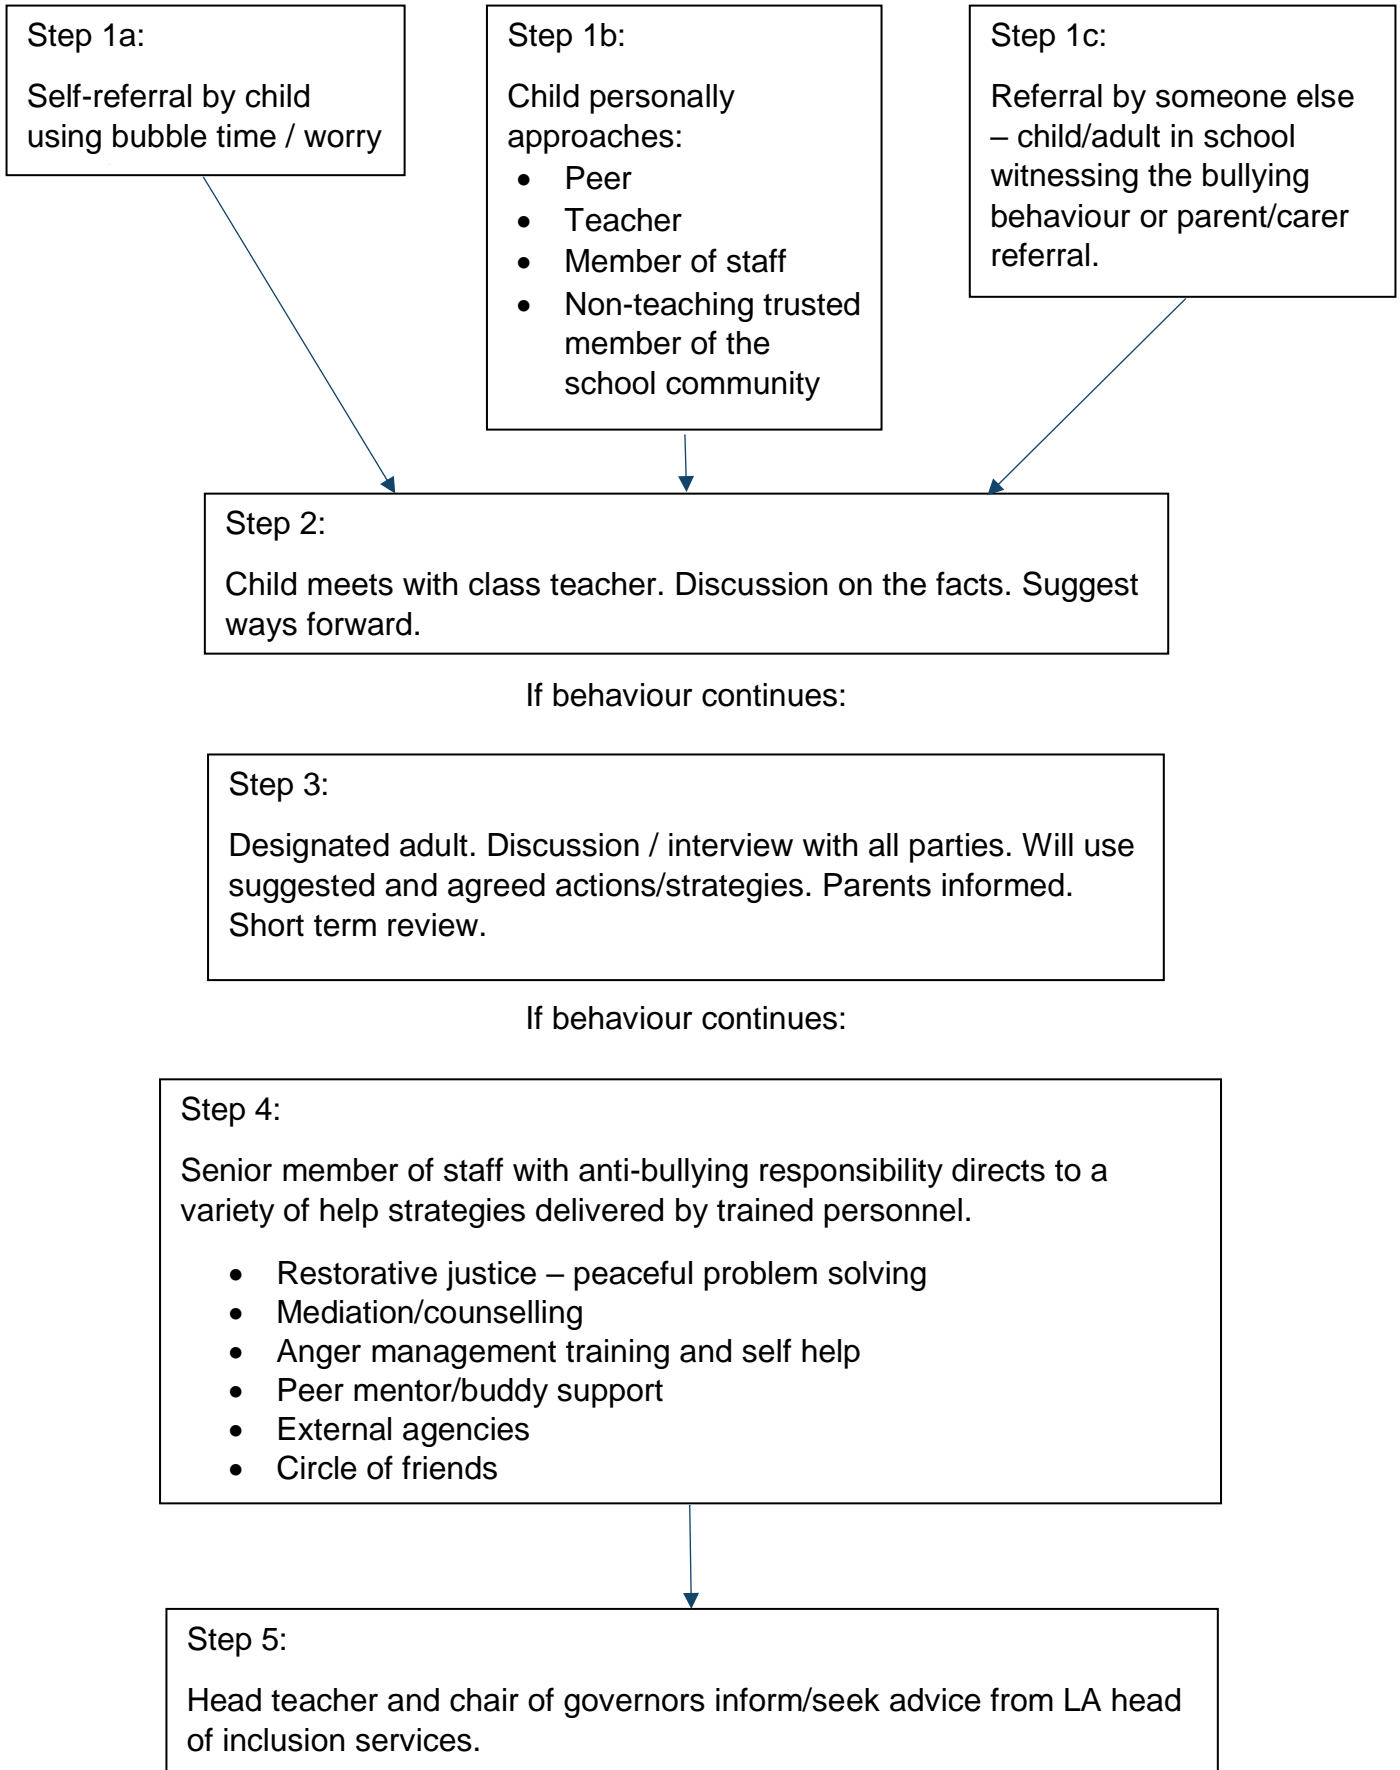 Step 1a:
Self-referral by child
using bubble time / worry
Step 1b:
Child personally
approaches:
• Peer
• Teacher
• Member of staff
• Non-teaching trusted
member of the
school community
Step 1c:
Referral by someone else
– child/adult in school
witnessing the bullying
behaviour or parent/carer
referral.
Step 2:
Child meets with class teacher. Discussion on the facts. Suggest
ways forward.
If behaviour continues:
Step 3:
Designated adult. Discussion / interview with all parties. Will use
suggested and agreed actions/strategies. Parents informed.
Short term review.
If behaviour continues:
Step 4:
Senior member of staff with anti-bullying responsibility directs to a
variety of help strategies delivered by trained personnel.
• Restorative justice – peaceful problem solving
• Mediation/counselling
• Anger management training and self help
• Peer mentor/buddy support
• External agencies
• Circle of friends
Step 5:
Head teacher and chair of governors inform/seek advice from LA head
of inclusion services.